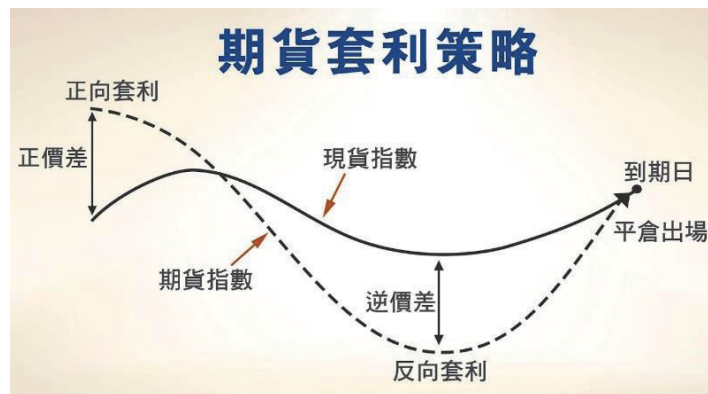 期貨套利策略
正向套利
正價差
現貨指數
到期日
平倉出場
期貨指數
逆價差
反向套利